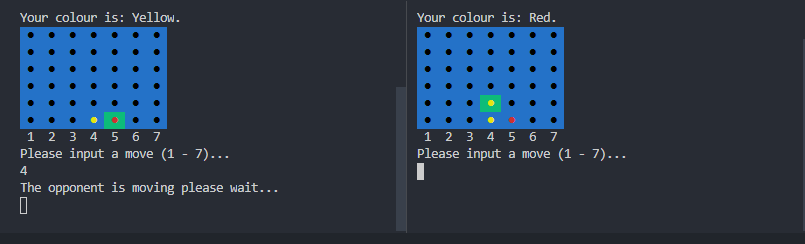 Your colour is: Yellow.
Please input a move (1 - 7)...
4
The opponent is moving please wait...
Your colour is: Red.
1 2 3 4 5 6 7
1 2 3 4 5 6 7
Please input a move (1 - 7)...